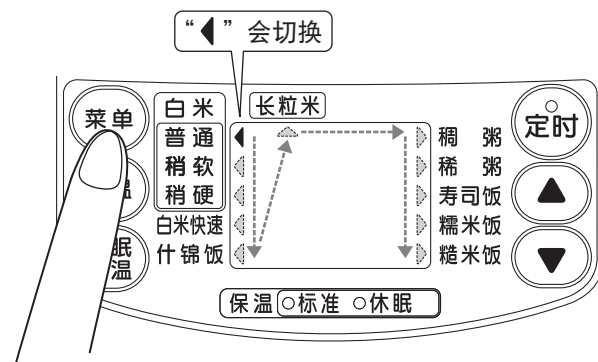 “◀”会切换
菜单
白米
长粒米
定时
普通
稠粥
稍软
稀粥
温
稍硬
寿司饭
白米快速
糯米饭
眠
温
什锦饭
糙米饭
保温 ○标准 ○休眠